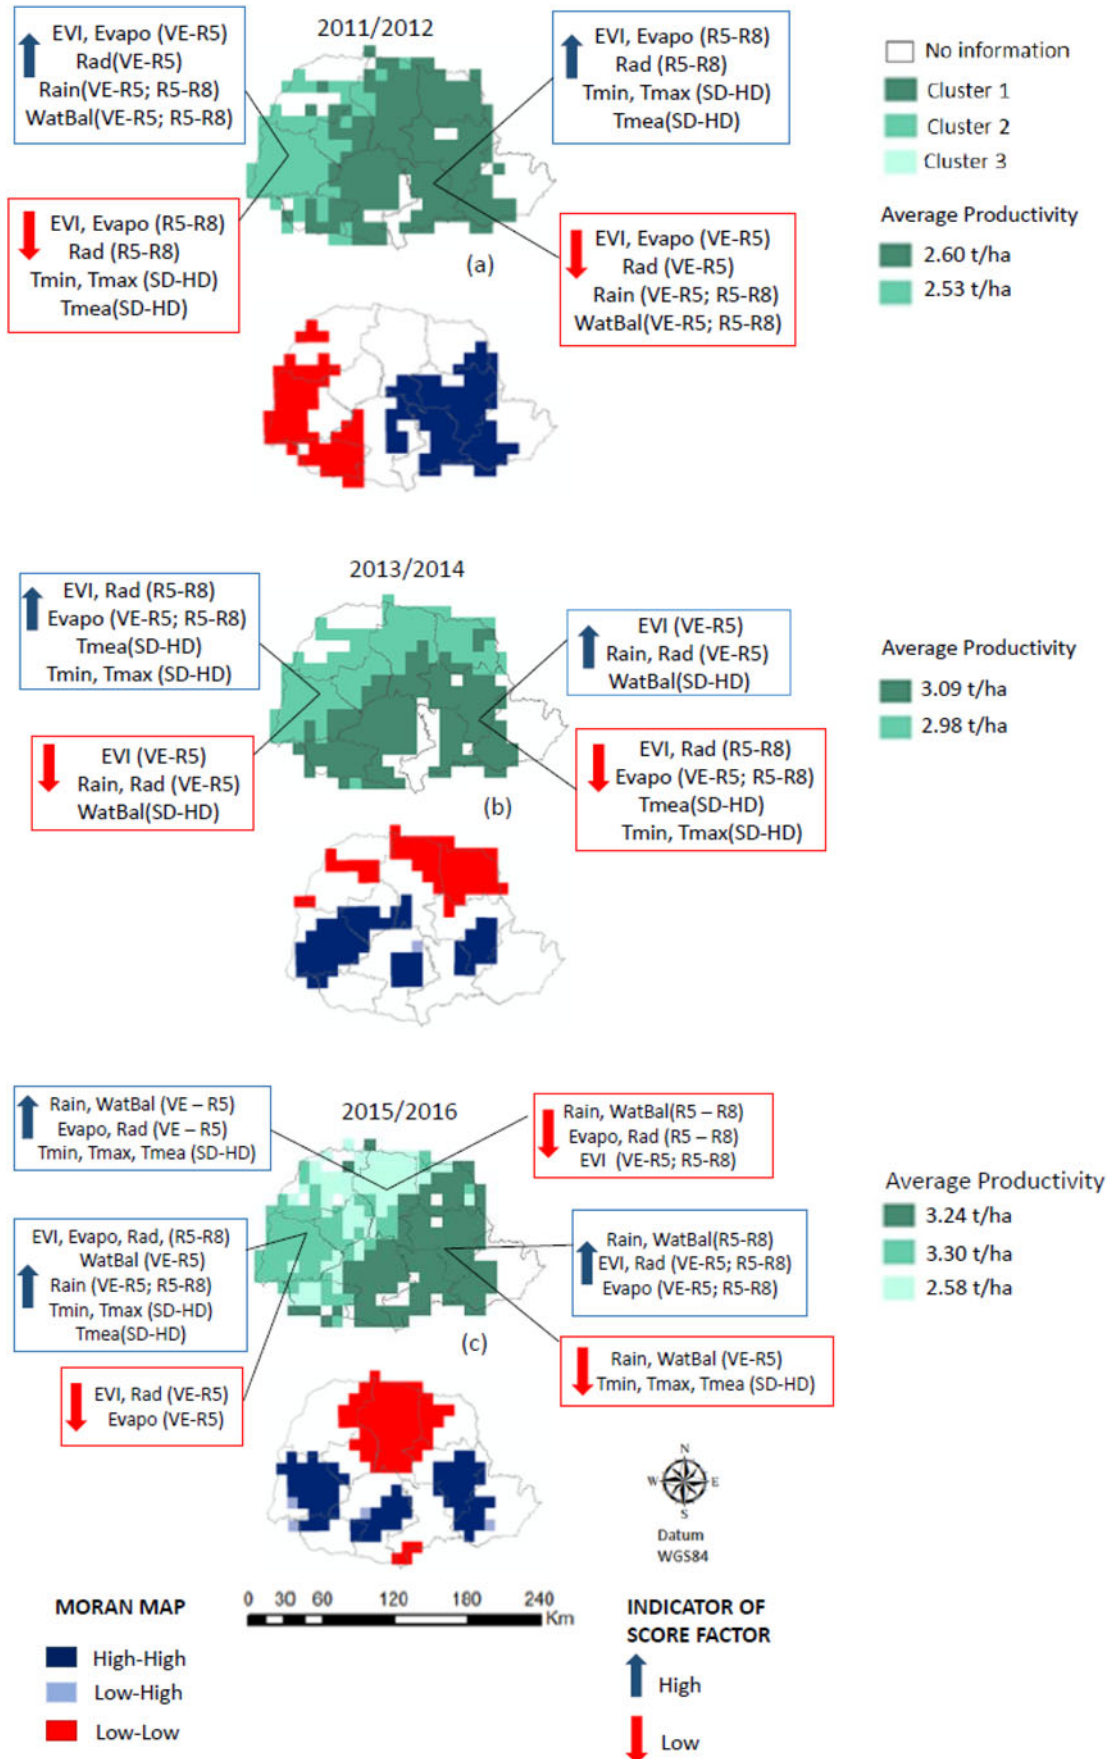 2011/2012
EVI, Evapo (VE-R5)
Rad(VE-R5)
Rain(VE-R5; R5-R8)
WatBal(VE-R5; R5-R8)
EVI, Evapo (R5-R8)
Rad (R5-R8)
Tmin, Tmax (SD-HD)
Tmea(SD-HD)
No information
Cluster 1
Cluster 2
Cluster 3
EVI, Evapo (R5-R8)
Rad (R5-R8)
Tmin, Tmax (SD-HD)
Tmea(SD-HD)
EVI, Evapo (VE-R5)
Rad (VE-R5)
Rain (VE-R5; R5-R8)
WatBal(VE-R5; R5-R8)
(a)
Average Productivity
2.60 t/ha
2.53 t/ha
2013/2014
EVI, Rad (R5-R8)
Evapo (VE-R5; R5-R8)
Tmea(SD-HD)
Tmin, Tmax (SD-HD)
EVI (VE-R5)
Rain, Rad (VE-R5)
WatBal(SD-HD)
Average Productivity
3.09 t/ha
2.98 t/ha
EVI (VE-R5)
Rain, Rad (VE-R5)
WatBal(SD-HD)
EVI, Rad (R5-R8)
Evapo (VE-R5; R5-R8)
Tmea(SD-HD)
Tmin, Tmax(SD-HD)
(b)
2015/2016
Rain, WatBal (VE – R5)
Evapo, Rad (VE – R5)
Tmin, Tmax, Tmea (SD-HD)
Rain, WatBal(R5 – R8)
Evapo, Rad (R5 – R8)
EVI (VE-R5; R5-R8)
Average Productivity
3.24 t/ha
3.30 t/ha
2.58 t/ha
EVI, Evapo, Rad, (R5-R8)
WatBal (VE-R5)
Rain (VE-R5; R5-R8)
Tmin, Tmax (SD-HD)
Tmea(SD-HD)
Rain, WatBal(R5-R8)
EVI, Rad (VE-R5; R5-R8)
Evapo (VE-R5; R5-R8)
(c)
EVI, Rad (VE-R5)
Evapo (VE-R5)
Rain, WatBal (VE-R5)
Tmin, Tmax, Tmea (SD-HD)
N
W E
S
Datum
WGS84
0 30 60 120 180 240
Km
MORAN MAP
High-High
Low-High
Low-Low
INDICATOR OF
SCORE FACTOR
High
Low